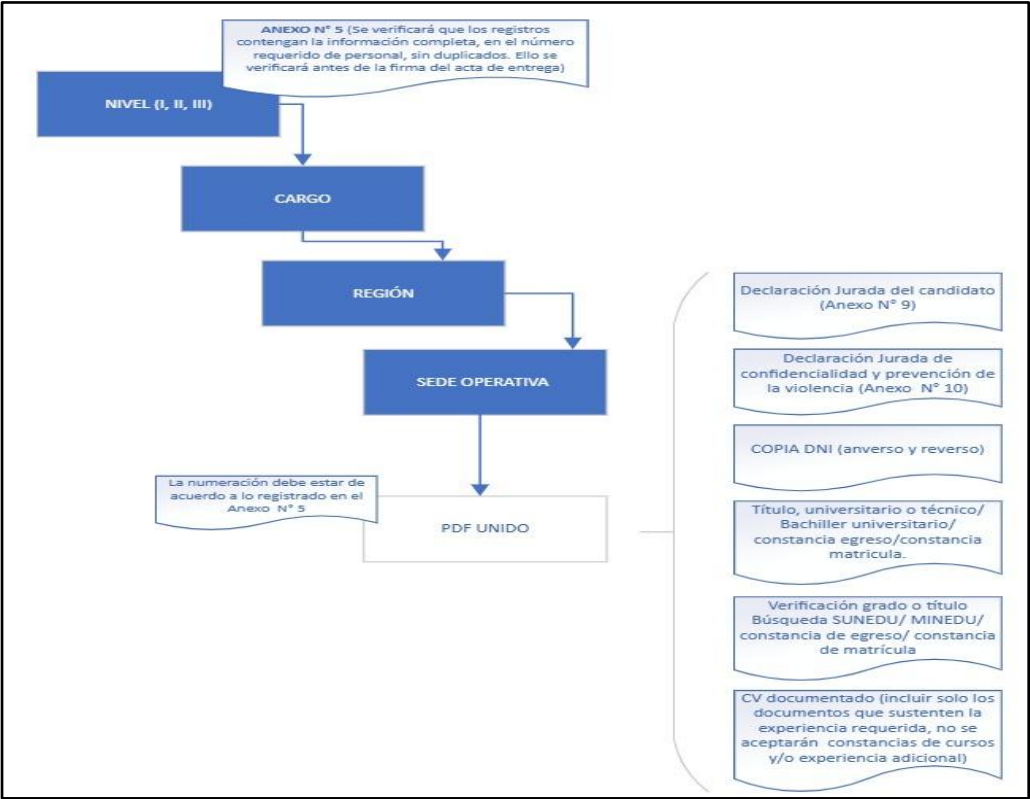 ANEXO N° 5 (Se verificará que los registros
contengan la información completa, en el número
requerido de personal, sin duplicados. Ello se
verificará antes de la firma del acta de entrega)
NIVEL (I, II, III)
CARGO
REGIÓN
SEDE OPERATIVA
La numeración debe estar de
acuerdo a lo registrado en el
Anexo N° 5
PDF UNIDO
Declaración Jurada del candidato
(Anexo N° 9)
Declaración Jurada de
confidencialidad y prevención de
la violencia (Anexo N° 10)
COPIA DNI (anverso y reverso)
Título, universitario o técnico/
Bachiller universitario/
constancia egreso/constancia
matricula.
Verificación grado o título
Búsqueda SUNEDU/ MINEDU/
constancia de egreso/ constancia
de matrícula
CV documentado (incluir solo los
documentos que sustenten la
experiencia requerida, no se
aceptarán constancias de cursos
y/o experiencia adicional)